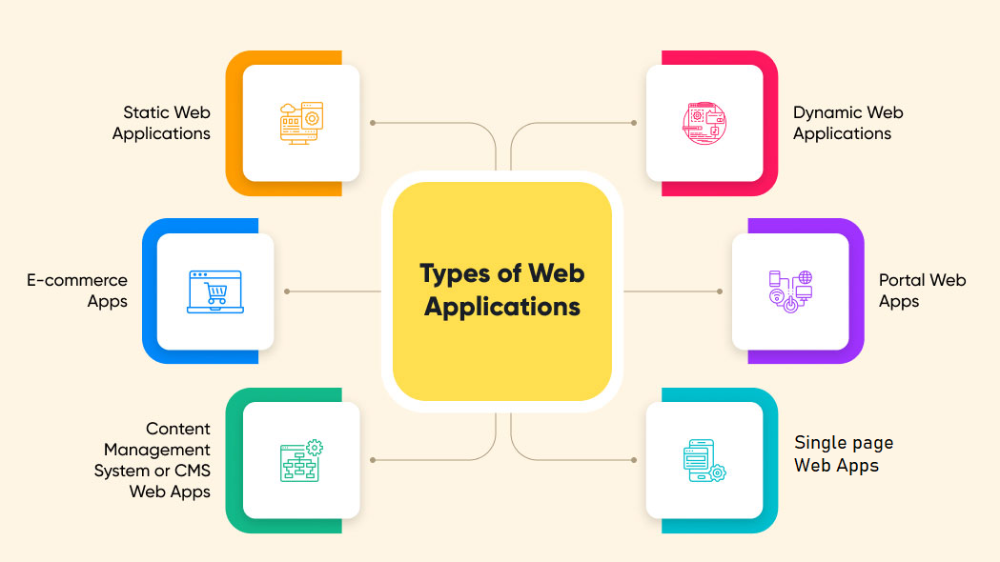 Types of Web
Applications
Static Web
Applications
Dynamic Web
Applications
E-commerce
Apps
Portal Web
Apps
Content
Management
System or CMS
Web Apps
Single page
Web Apps